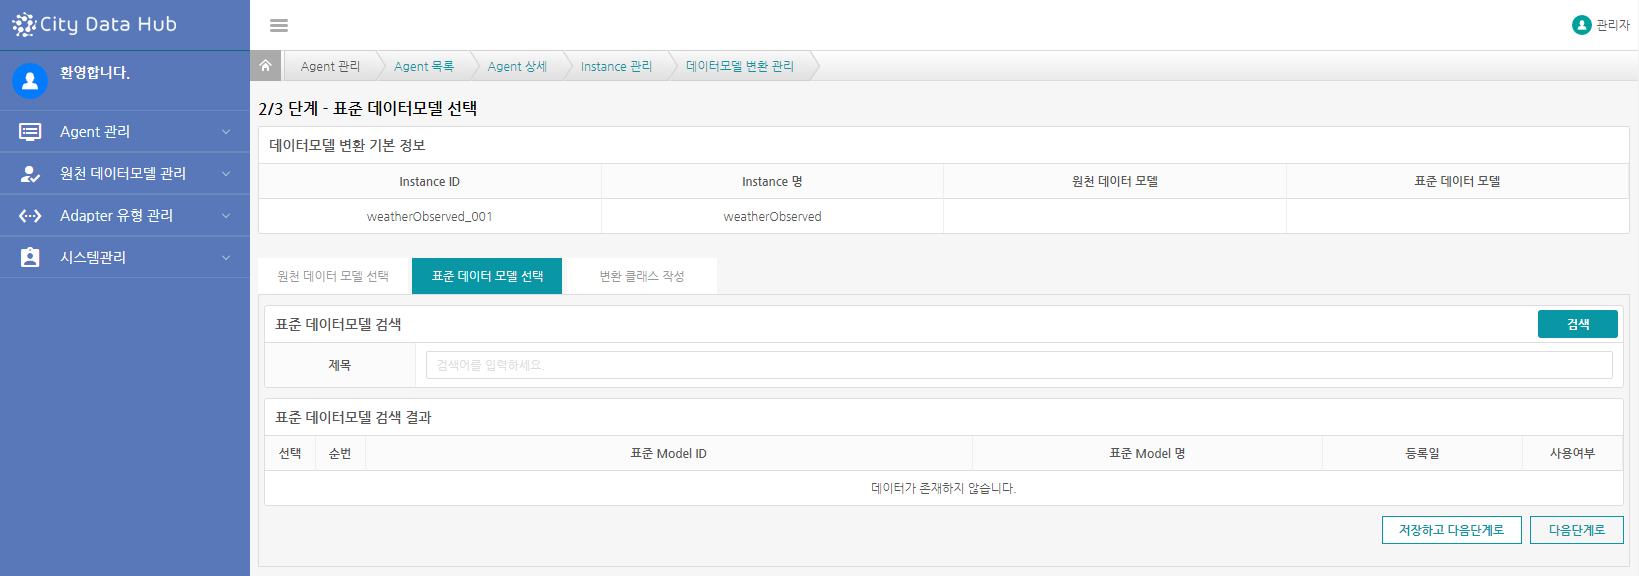 City Data Hub
관리자
환영합니다.
Agent 관리
원천 데이터모델 관리
Adapter 유형 관리
시스템관리
Agent 관리 Agent 목록 Agent 상세 Instance 관리 데이터모델 변환 관리
2/3 단계 - 표준 데이터모델 선택
데이터모델 변환 기본 정보
Instance ID Instance 명 원천 데이터 모델 표준 데이터 모델
weatherObserved_001 weatherObserved
원천 데이터 모델 선택 표준 데이터 모델 선택 변환 클래스 작성
표준 데이터모델 검색 검색
제목 검색어를 입력하세요.
표준 데이터모델 검색 결과
선택 순번 표준 Model ID 표준 Model 명 등록일 사용여부
데이터가 존재하지 않습니다.
저장하고 다음단계로 다음단계로